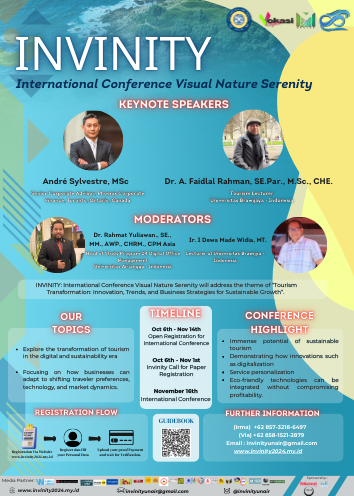 Vokasi
INVINITY
International Conference Visual Nature Serenity
KEYNOTE SPEAKERS
André Sylvestre, MSc
Dr. A. Faidlal Rahman, SE.Par., M.Sc., CHE.
Tourism Lecturer
Universitas Brawijaya - Indonesia
MODERATORS
Dr. Rahmat Yuliawan., SE.,
MM., AWP., CHRM., CPM Asia
Universitas Airlangga - Indonesia
Ir. I Dewa Made Widia, MT.
Lecturer of Universitas Brawijaya -
Indonesia
INVINITY: International Conference Visual Nature Serenity will address the theme of "Tourism
Transformation: Innovation, Trends, and Business Strategies for Sustainable Growth".
OUR
TOPICS
• Explore the transformation of tourism
in the digital and sustainability era
• Focusing on how businesses can
adapt to shifting traveler preferences,
technology, and market dynamics.
TIMELINE
Oct 6th - Nov 14th
Open Registration for
International Conference
Oct 6th - Nov 1st
Invinity Call for Paper
Registration
November 16th
International Conference
CONFERENCE
HIGHLIGHT
• Immense potential of sustainable
tourism
• Demonstrating how innovations such
as digitalization
• Service personalization
• Eco-friendly technologies can be
integrated without compromising
profitability.
REGISTRATION FLOW
Registration via Website
www.invinity2024.my.id
Register/Fill
your Personal Data
Upload your proof Payment
and wait for Verification.
GUIDEBOOK
FURTHER INFORMATION
(Irma) +62 857-3218-6497
(Via) +62 858-1521-2879
Email : invinityunair@gmail.com
www.invinity2024.my.id
Media Partner :
Sponsored by :
www.invinity2024.my.id
invinityunair@gmail.com
@invinityunair